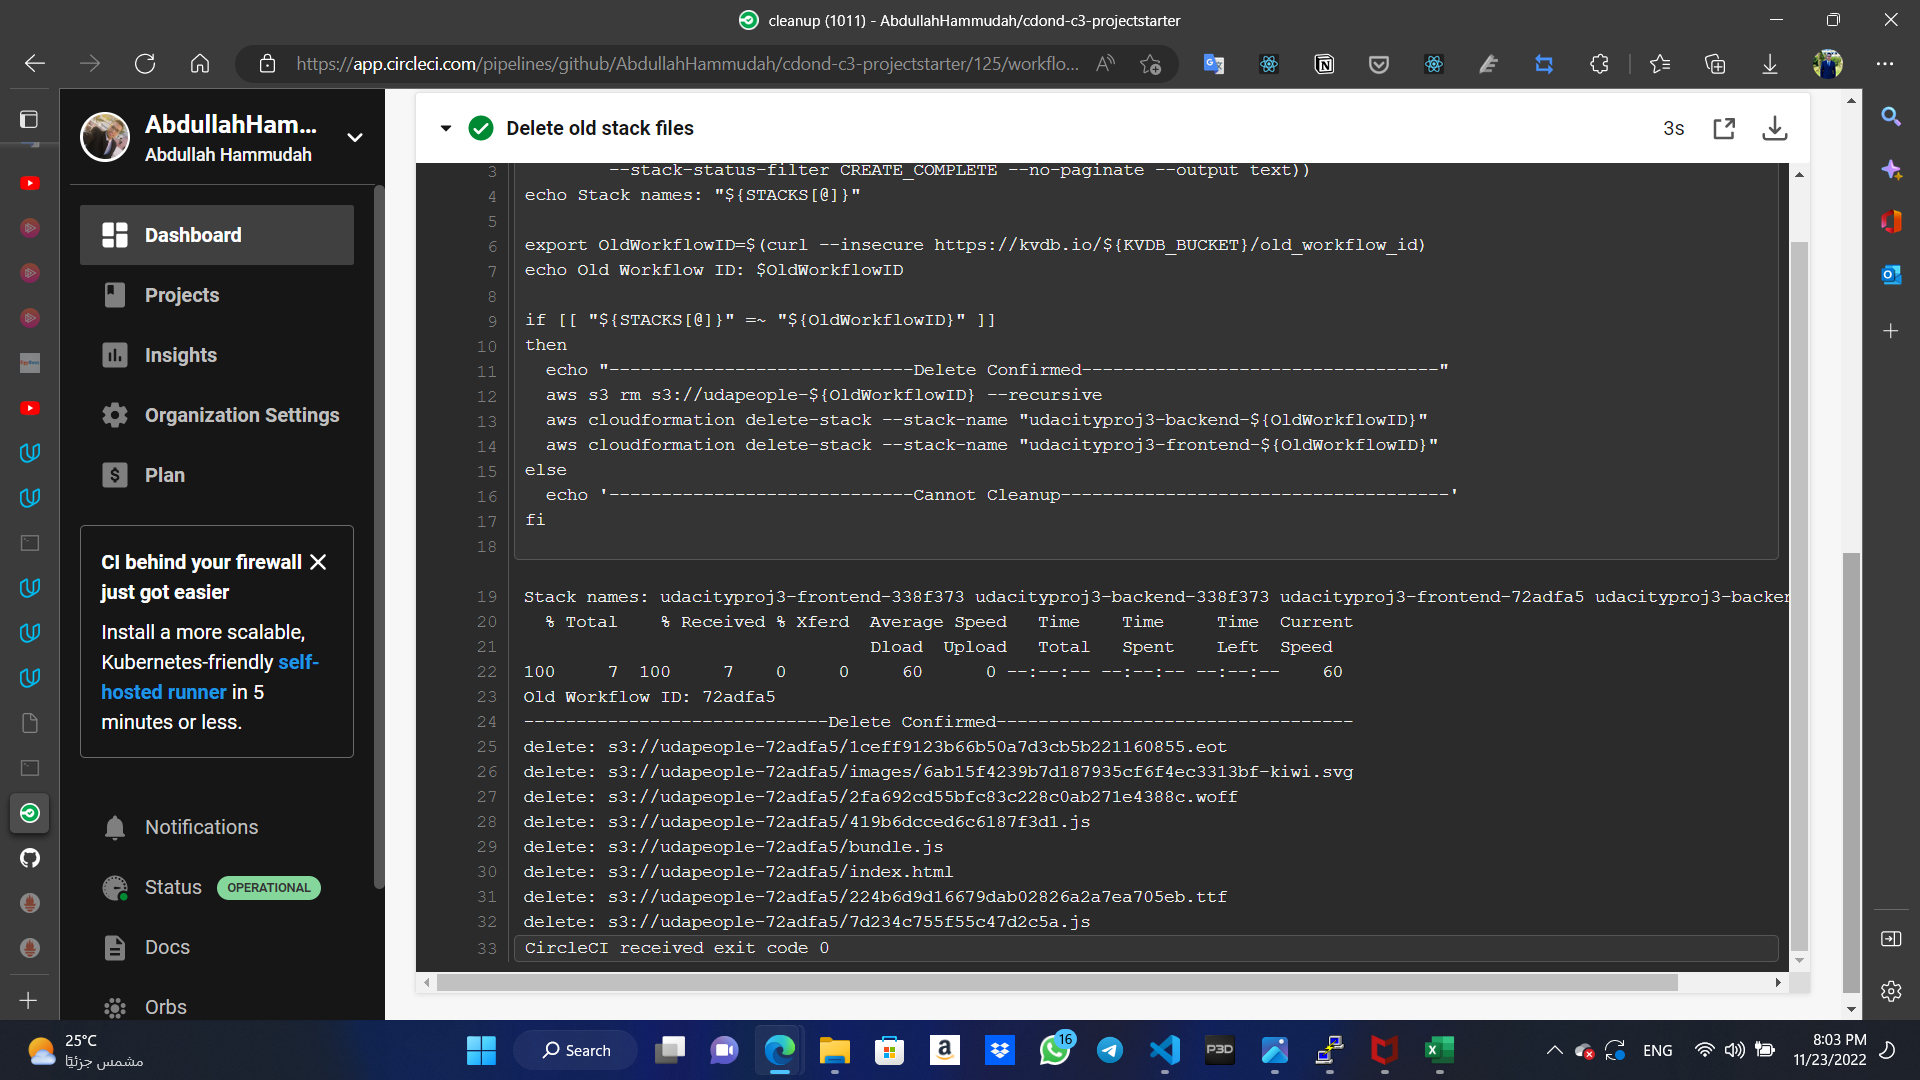 cleanup (1011) - AbdullahHammudah/cdond-c3-projectstarter
https://app.circleci.com/pipelines/github/AbdullahHammudah/cdond-c3-projectstarter/125/workflo...
AbdullahHam...
Abdullah Hammudah
Dashboard
Projects
Insights
Organization Settings
Plan
CI behind your firewall
just got easier
Install a more scalable,
Kubernetes-friendly self-
hosted runner in 5
minutes or less.
Notifications
Status OPERATIONAL
Docs
Orbs
Delete old stack files
3s
3 --stack-status-filter CREATE_COMPLETE --no-paginate --output text))
4 echo Stack names: "${STACKS[@]}"
5
6 export OldWorkflowID=$(curl --insecure https://kvdb.io/${KVDB_BUCKET}/old_workflow_id)
7 echo Old Workflow ID: $OldWorkflowID
8
9 if [[ "${STACKS[@]}" =~ "${OldWorkflowID}" ]]
10 then
11 echo "-----------------------------Delete Confirmed----------------------------------"
12 aws s3 rm s3://udapeople-${OldWorkflowID} --recursive
13 aws cloudformation delete-stack --stack-name "udacityproj3-backend-${OldWorkflowID}"
14 aws cloudformation delete-stack --stack-name "udacityproj3-frontend-${OldWorkflowID}"
15 else
16 echo '-----------------------------Cannot Cleanup-------------------------------------'
17 fi
18
19 Stack names: udacityproj3-frontend-338f373 udacityproj3-backend-338f373 udacityproj3-frontend-72adfa5 udacityproj3-backen
20 % Total % Received % Xferd Average Speed Time Time Time Current
21 Dload Upload Total Spent Left Speed
22 100 7 100 7 0 0 60 0 --:--:-- --:--:-- --:--:-- 60
23 Old Workflow ID: 72adfa5
24 -----------------------------Delete Confirmed----------------------------------
25 delete: s3://udapeople-72adfa5/1ceff9123b66b50a7d3cb5b221160855.eot
26 delete: s3://udapeople-72adfa5/images/6ab15f4239b7d187935cf6f4ec3313bf-kiwi.svg
27 delete: s3://udapeople-72adfa5/2fa692cd55bfc83c228c0ab271e4388c.woff
28 delete: s3://udapeople-72adfa5/419b6dcced6c6187f3d1.js
29 delete: s3://udapeople-72adfa5/bundle.js
30 delete: s3://udapeople-72adfa5/index.html
31 delete: s3://udapeople-72adfa5/224b6d9d16679dab02826a2a7ea705eb.ttf
32 delete: s3://udapeople-72adfa5/7d234c755f55c47d2c5a.js
33 CircleCI received exit code 0
25°C
مشمس جزئيًا
Search
P3D
16
ENG
8:03 PM
11/23/2022